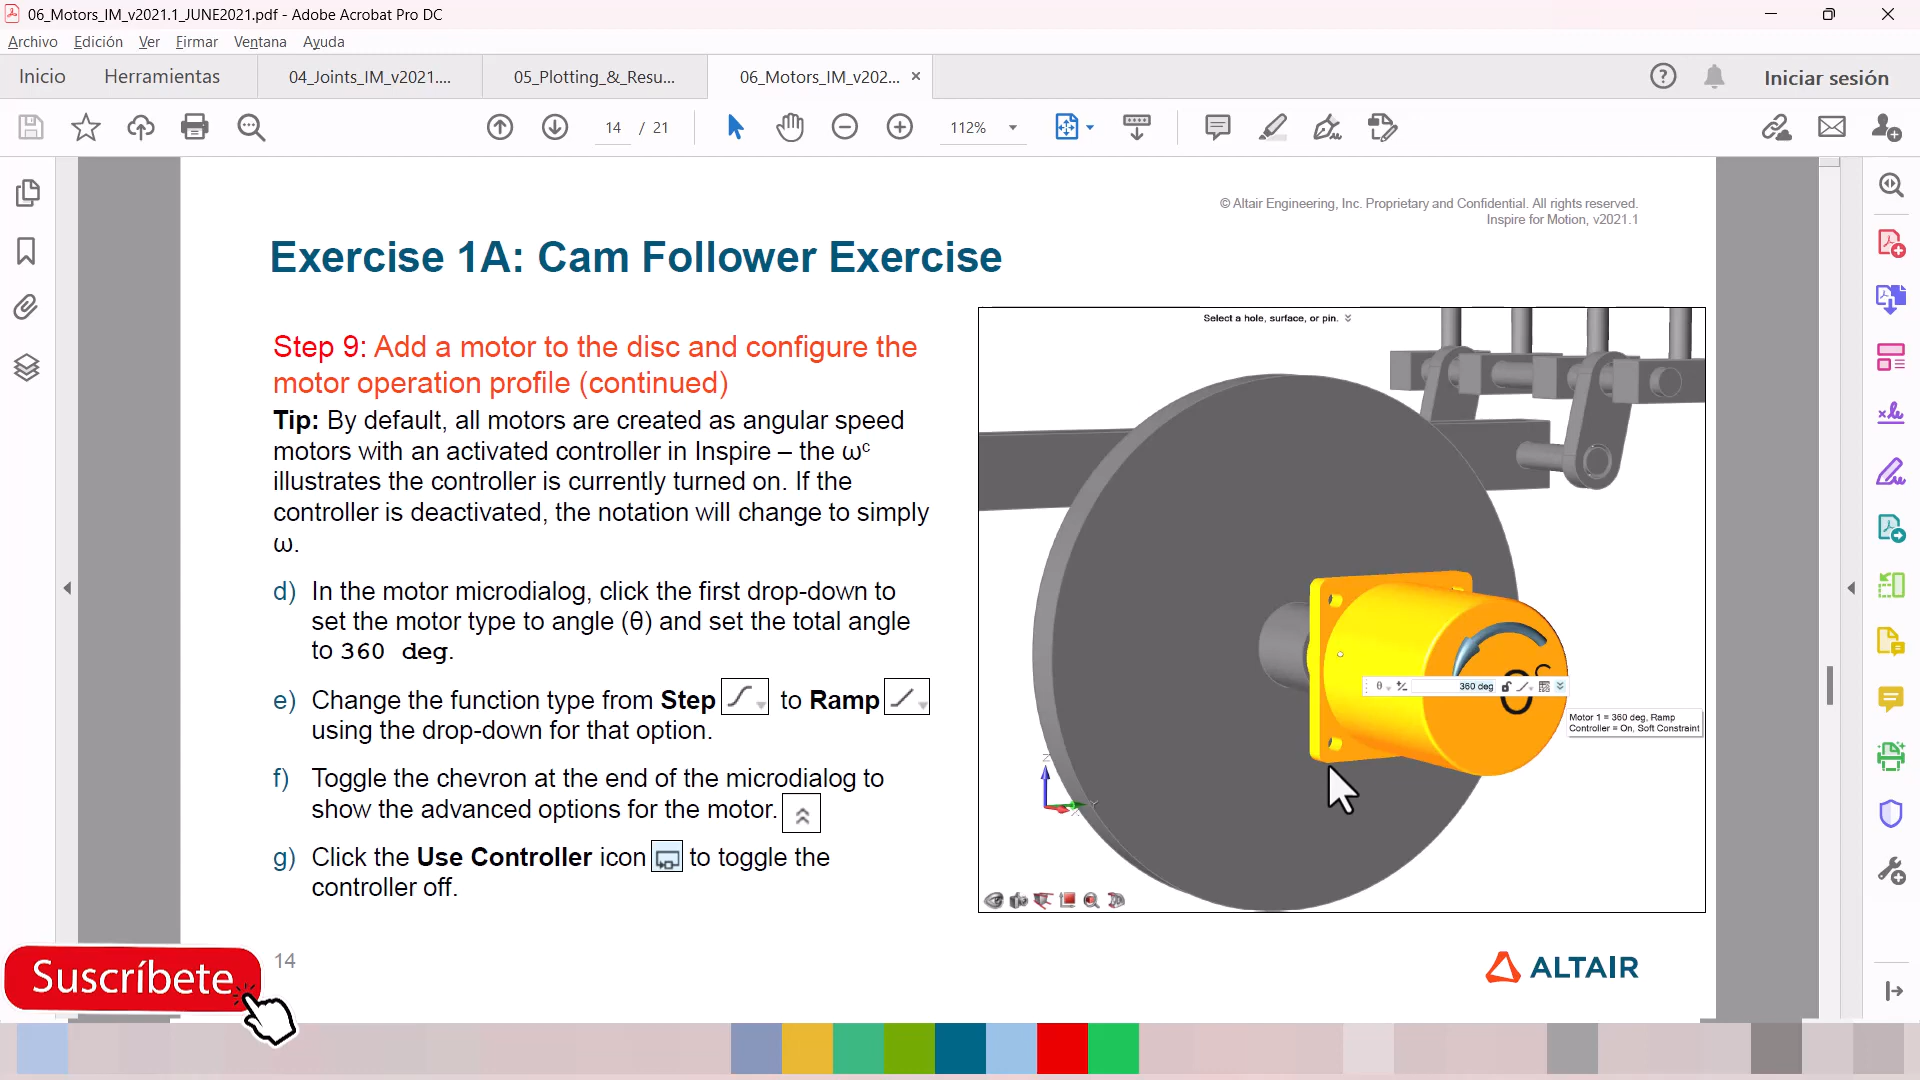 06_Motors_IM_v2021.1_JUNE2021.pdf - Adobe Acrobat Pro DC
Archivo Edición Ver Firmar Ventana Ayuda
Inicio Herramientas 04_Joints_IM_v2021.... 05_Plotting_&_Resu... 06_Motors_IM_v202... × Iniciar sesión
14 / 21 112%
© Altair Engineering, Inc. Proprietary and Confidential. All rights reserved.
Inspire for Motion, v2021.1
Exercise 1A: Cam Follower Exercise
Step 9: Add a motor to the disc and configure the
motor operation profile (continued)
Tip: By default, all motors are created as angular speed
motors with an activated controller in Inspire – the ωᶜ
illustrates the controller is currently turned on. If the
controller is deactivated, the notation will change to simply
ω.
d) In the motor microdialog, click the first drop-down to
set the motor type to angle (θ) and set the total angle
to 360 deg.
e) Change the function type from Step to Ramp
using the drop-down for that option.
f) Toggle the chevron at the end of the microdialog to
show the advanced options for the motor.
g) Click the Use Controller icon to toggle the
controller off.
Select a hole, surface, or pin.
θ 360 deg
Motor 1 = 360 deg, Ramp
Controller = On, Soft Constraint
Z
Y
X
14
ALTAIR
Suscríbete